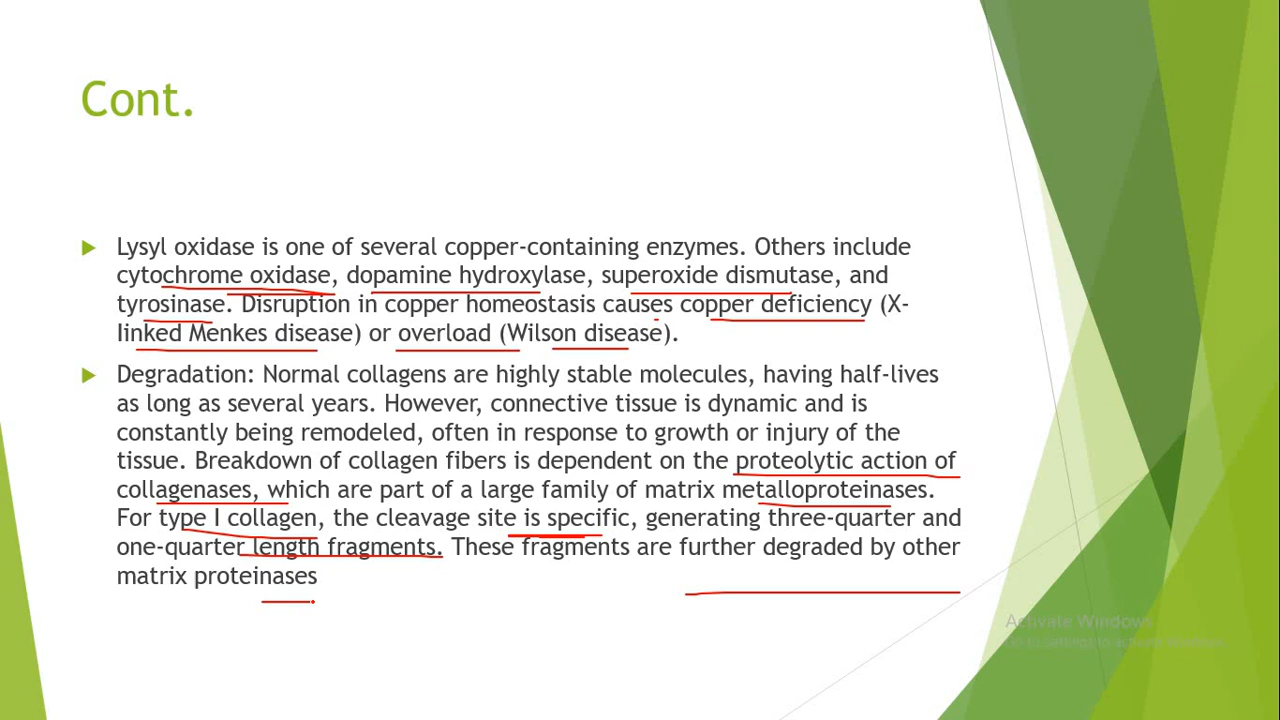 Cont.
Lysyl oxidase is one of several copper-containing enzymes. Others include
cytochrome oxidase, dopamine hydroxylase, superoxide dismutase, and
tyrosinase. Disruption in copper homeostasis causes copper deficiency (X-
linked Menkes disease) or overload (Wilson disease).
Degradation: Normal collagens are highly stable molecules, having half-lives
as long as several years. However, connective tissue is dynamic and is
constantly being remodeled, often in response to growth or injury of the
tissue. Breakdown of collagen fibers is dependent on the proteolytic action of
collagenases, which are part of a large family of matrix metalloproteinases.
For type I collagen, the cleavage site is specific, generating three-quarter and
one-quarter length fragments. These fragments are further degraded by other
matrix proteinases
Activate Windows
to activate Windows.